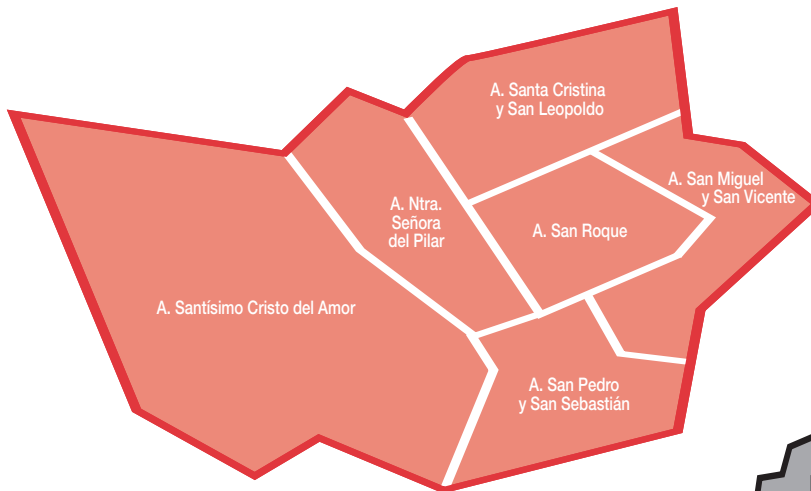 A. Santa Cristina
y San Leopoldo
A. San Miguel
y San Vicente
A. Ntra.
Señora
del Pilar
A. San Roque
A. Santísimo Cristo del Amor
A. San Pedro
y San Sebastián